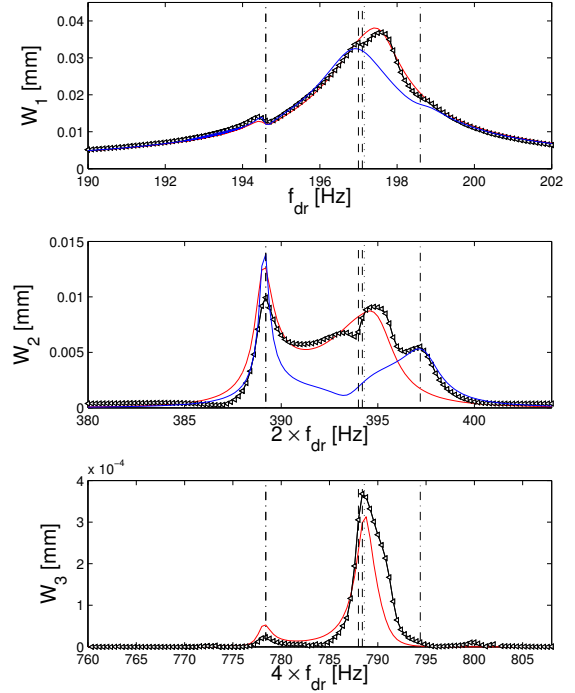 0.04
0.03
0.02
0.01
0
W1 [mm]
190 192 194 196 198 200 202
fdr [Hz]
0.015
0.01
0.005
0
W2 [mm]
380 385 390 395 400
2 × fdr [Hz]
x 10-4
4
3
2
1
0
W3 [mm]
760 765 770 775 780 785 790 795 800 805
4 × fdr [Hz]